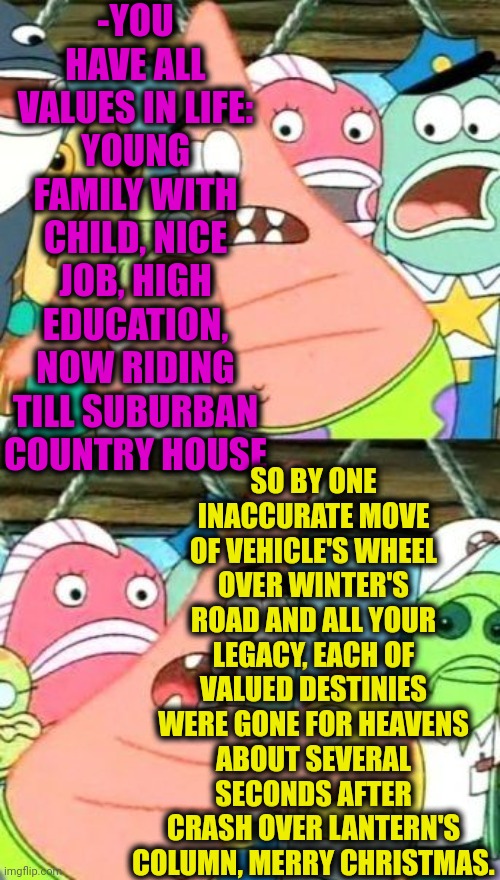 -YOU
HAVE ALL
VALUES IN LIFE:
YOUNG
FAMILY WITH
CHILD, NICE
JOB, HIGH
EDUCATION,
NOW RIDING
TILL SUBURBAN
COUNTRY HOUSE
SO BY ONE
INACCURATE MOVE
OF VEHICLE'S WHEEL
OVER WINTER'S
ROAD AND ALL YOUR
LEGACY, EACH OF
VALUED DESTINIES
WERE GONE FOR HEAVENS
ABOUT SEVERAL
SECONDS AFTER
CRASH OVER LANTERN'S
COLUMN, MERRY CHRISTMAS.
imgflip.com